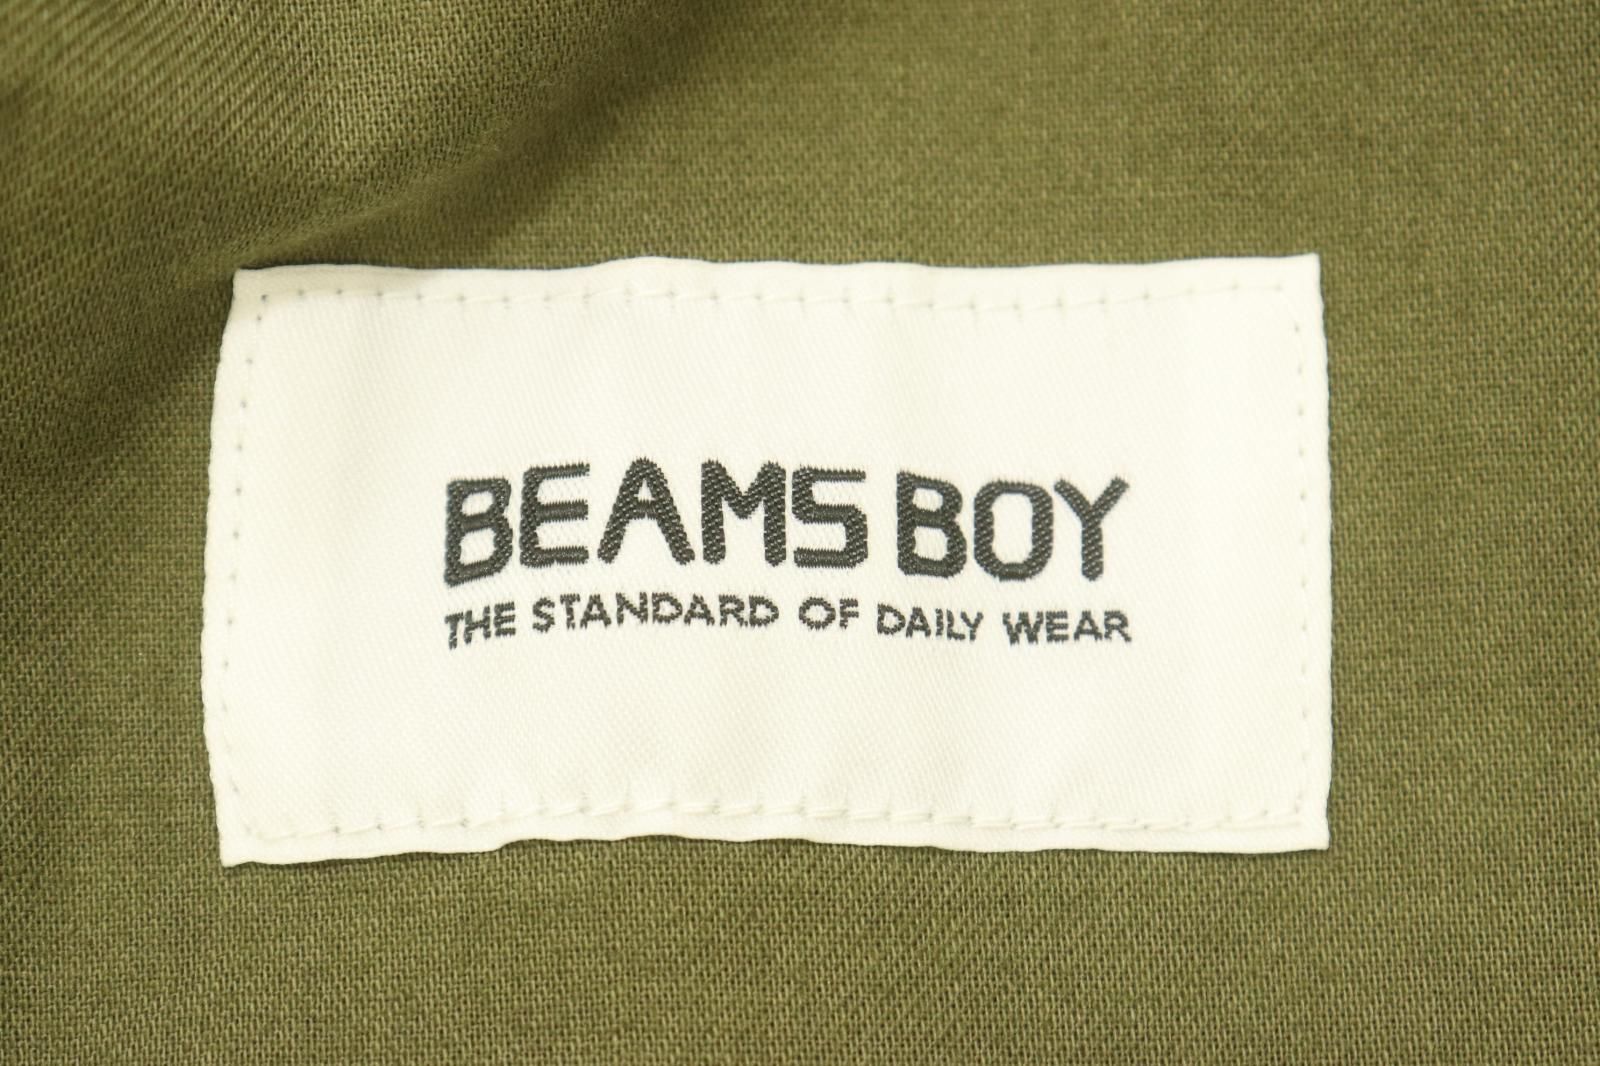 BEAMS BOY
THE STANDARD OF DAILY WEAR